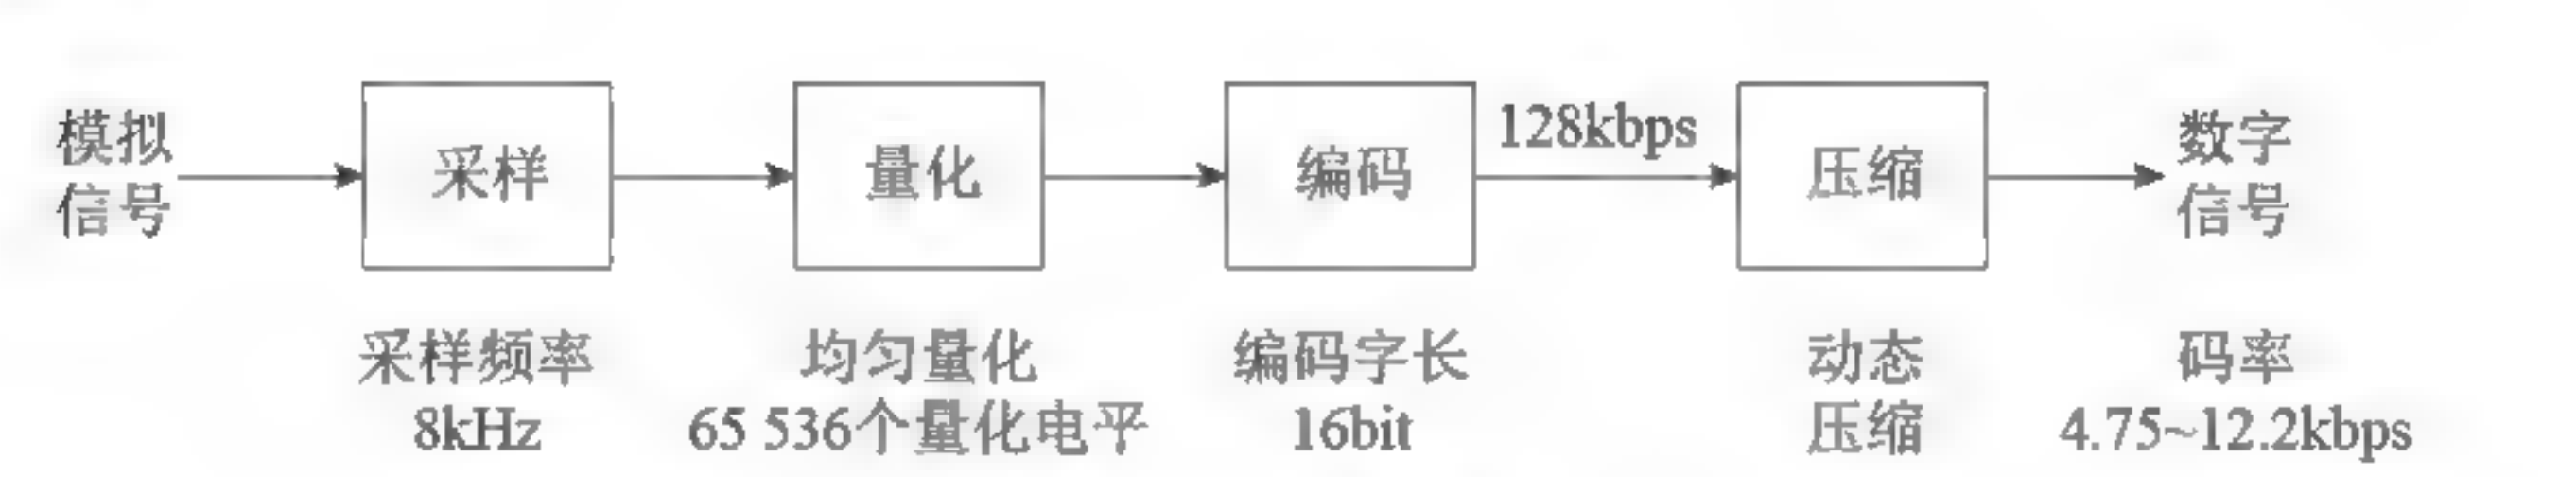 模拟
信号
采样
量化
编码
128kbps
压缩
数字
信号
采样频率
8kHz
均匀量化
65 536个量化电平
编码字长
16bit
动态
压缩
码率
4.75~12.2kbps